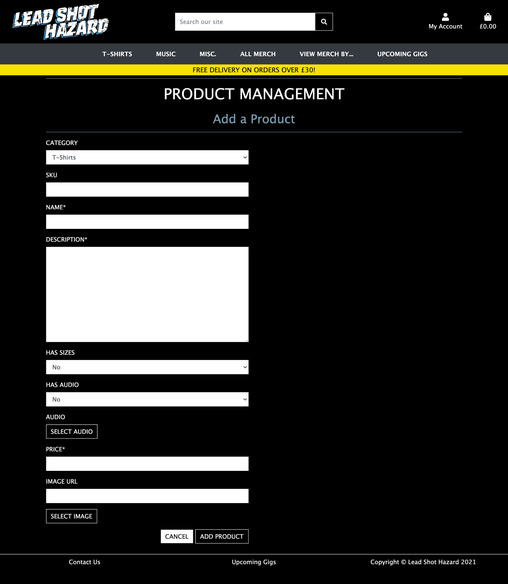 LEAD SHOT
HAZARD
Search our site
My Account
£0.00
T-SHIRTS MUSIC MISC. ALL MERCH VIEW MERCH BY... UPCOMING GIGS
FREE DELIVERY ON ORDERS OVER £30!
PRODUCT MANAGEMENT
Add a Product
CATEGORY
T-Shirts
SKU
NAME*
DESCRIPTION*
HAS SIZES
No
HAS AUDIO
No
AUDIO
SELECT AUDIO
PRICE*
IMAGE URL
SELECT IMAGE
CANCEL ADD PRODUCT
Contact Us Upcoming Gigs Copyright © Lead Shot Hazard 2021